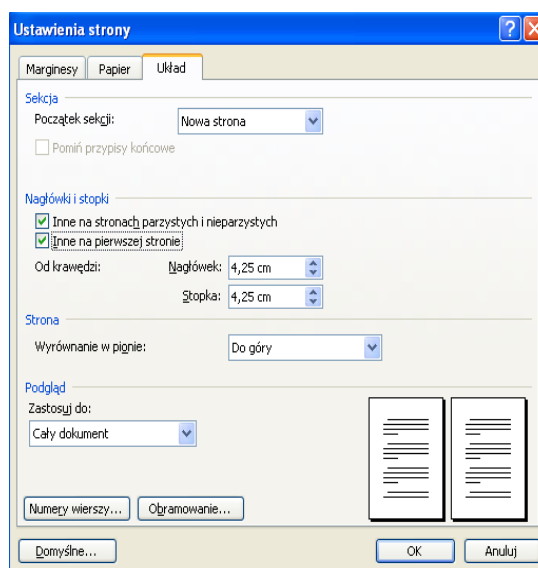 Ustawienia strony
Marginesy Papier Układ
Sekcja
Początek sekcji: Nowa strona
Pomiń przypisy końcowe
Nagłówki i stopki
Inne na stronach parzystych i nieparzystych
Inne na pierwszej stronie
Od krawędzi: Nagłówek: 4,25 cm
Stopka: 4,25 cm
Strona
Wyrównanie w pionie: Do góry
Podgląd
Zastosuj do:
Cały dokument
Numery wierszy... Obramowanie...
Domyślne... OK Anuluj